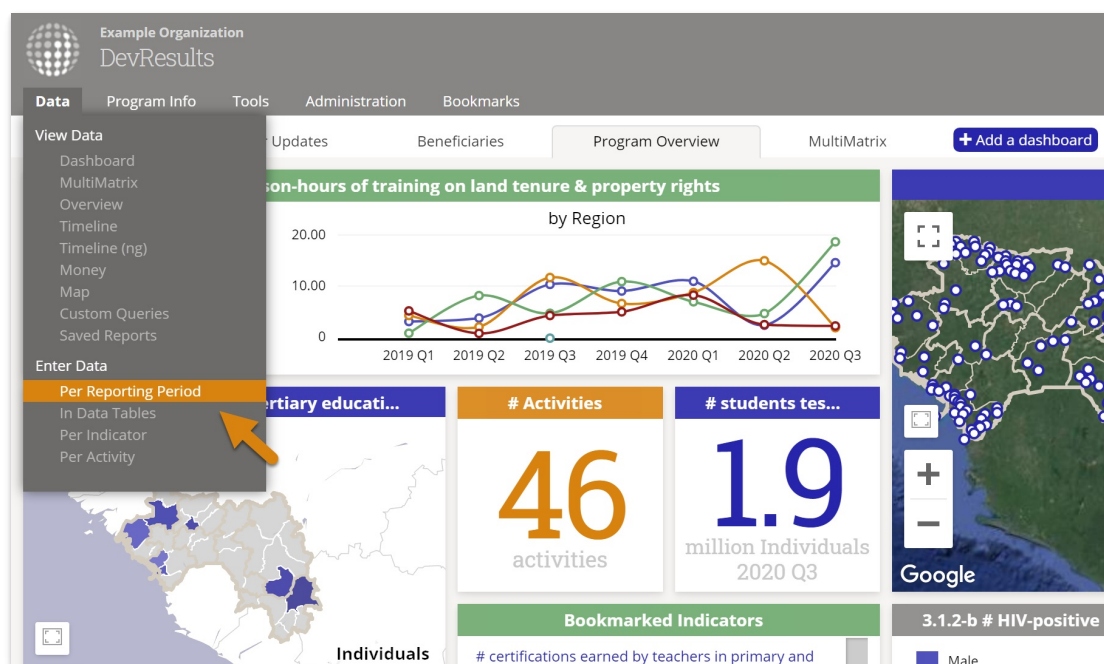 Example Organization
DevResults
Data Program Info Tools Administration Bookmarks
Updates Beneficiaries Program Overview MultiMatrix + Add a dashboard
View Data
Dashboard
MultiMatrix
Overview
Timeline
Timeline (ng)
Money
Map
Custom Queries
Saved Reports
Enter Data
Per Reporting Period
In Data Tables
Per Indicator
Per Activity
son-hours of training on land tenure & property rights
by Region
20.00
10.00
0
2019 Q1 2019 Q2 2019 Q3 2019 Q4 2020 Q1 2020 Q2 2020 Q3
rtiary educati...
Individuals
# Activities
46
activities
# students tes...
1.9
million Individuals
2020 Q3
Bookmarked Indicators
# certifications earned by teachers in primary and
+
−
Google
3.1.2-b # HIV-positive
Male